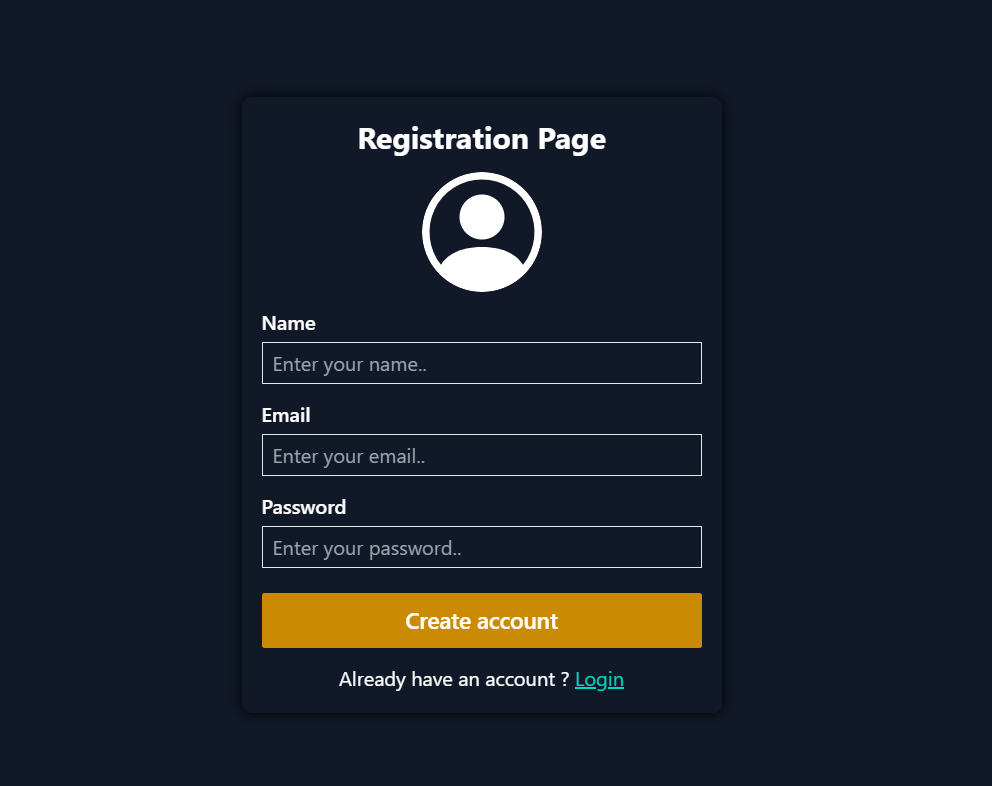 Registration Page
Name
Enter your name..
Email
Enter your email..
Password
Enter your password..
Create account
Already have an account ? Login